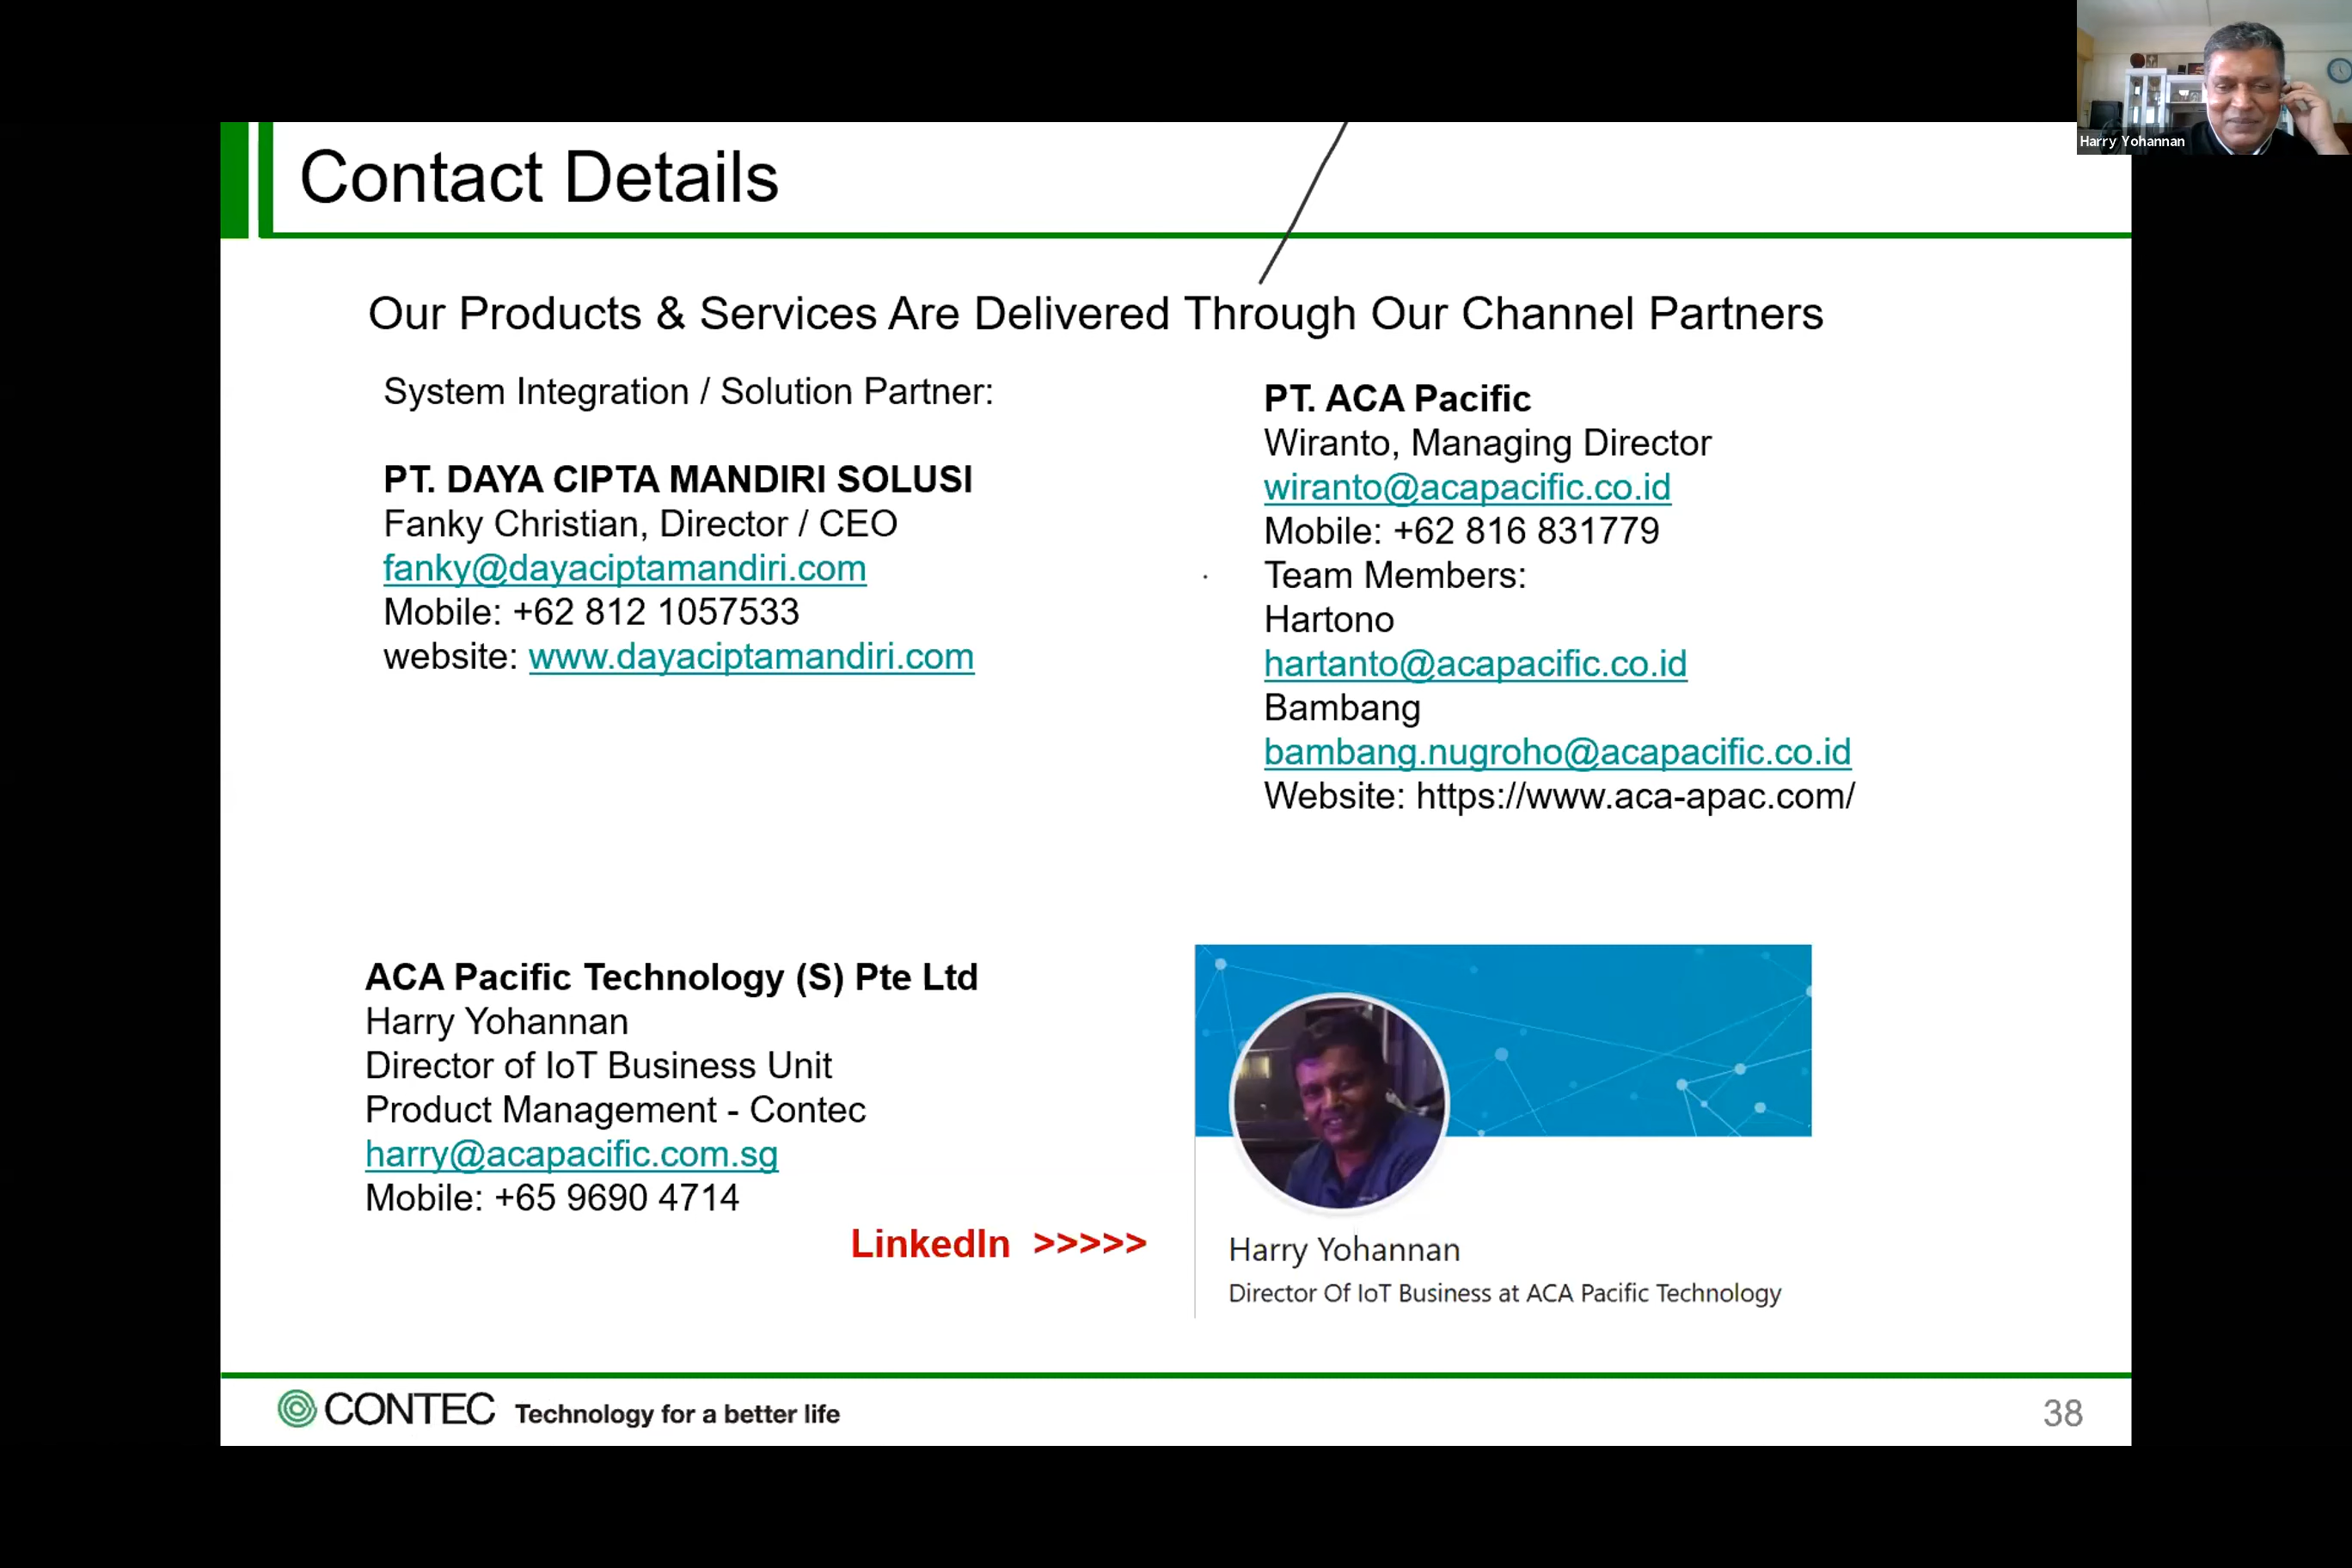 Harry Yohannan
Contact Details
Our Products & Services Are Delivered Through Our Channel Partners
System Integration / Solution Partner:
PT. DAYA CIPTA MANDIRI SOLUSI
Fanky Christian, Director / CEO
fanky@dayaciptamandiri.com
Mobile: +62 812 1057533
website: www.dayaciptamandiri.com
PT. ACA Pacific
Wiranto, Managing Director
wiranto@acapacific.co.id
Mobile: +62 816 831779
Team Members:
Hartono
hartanto@acapacific.co.id
Bambang
bambang.nugroho@acapacific.co.id
Website: https://www.aca-apac.com/
ACA Pacific Technology (S) Pte Ltd
Harry Yohannan
Director of IoT Business Unit
Product Management - Contec
harry@acapacific.com.sg
Mobile: +65 9690 4714
LinkedIn >>>>>
Harry Yohannan
Director Of IoT Business at ACA Pacific Technology
CONTEC Technology for a better life
38